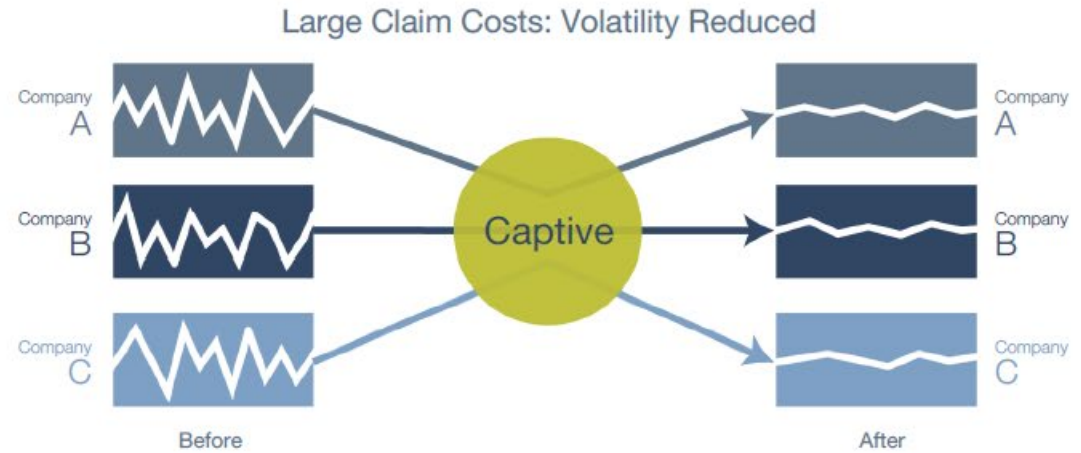 Large Claim Costs: Volatility Reduced
Company
A
Company
B
Company
C
Captive
Company
A
Company
B
Company
C
Before
After